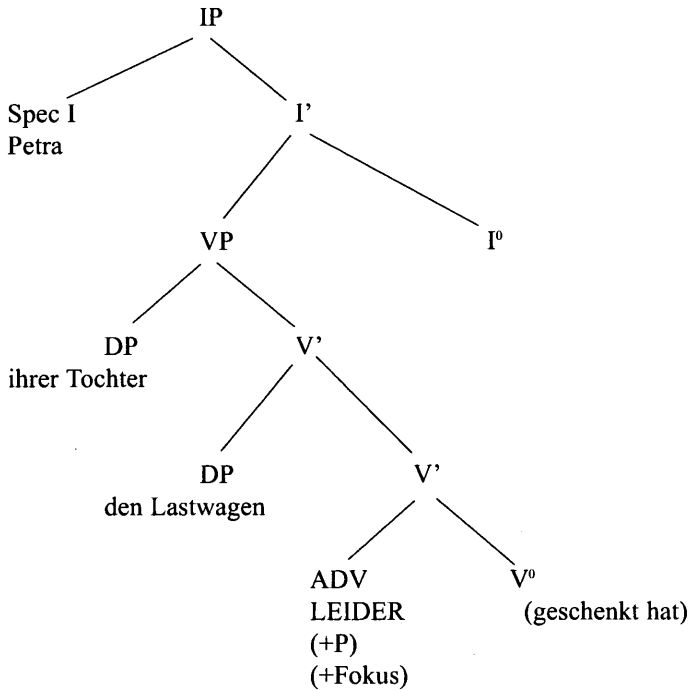 IP
Spec I
Petra
I’
VP
I⁰
DP
ihrer Tochter
V’
DP
den Lastwagen
V’
ADV
LEIDER
(+P)
(+Fokus)
V⁰
(geschenkt hat)